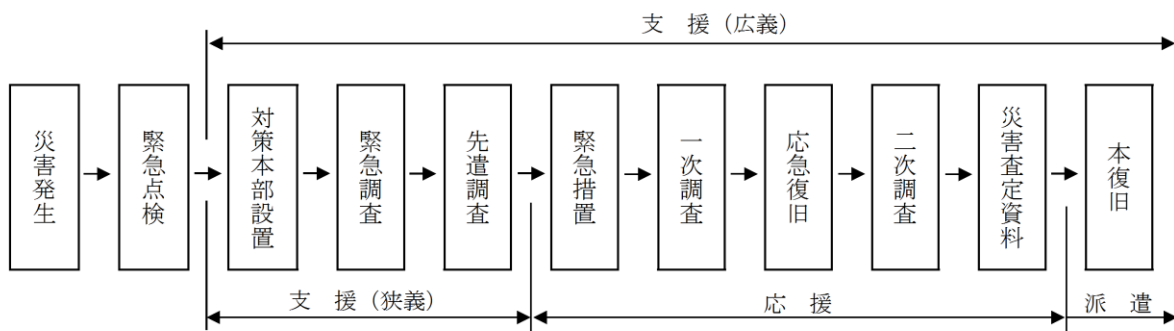 支 援（広義）
災害発生
緊急点検
対策本部設置
緊急調査
先遣調査
緊急措置
一次調査
応急復旧
二次調査
災害査定資料
本復旧
支 援（狭義）
応 援
派 遣